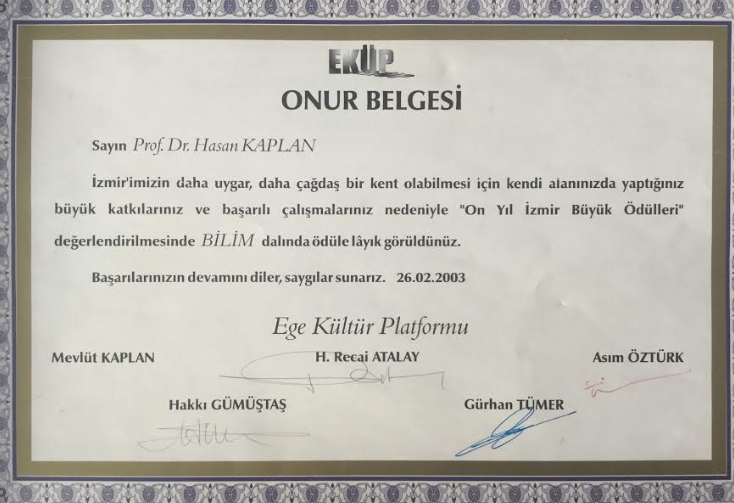 EKÜP
ONUR BELGESİ
Sayın Prof. Dr. Hasan KAPLAN
İzmir'imizin daha uygar, daha çağdaş bir kent olabilmesi için kendi alanınızda yaptığınız
büyük katkılarınız ve başarılı çalışmalarınız nedeniyle "On Yıl İzmir Büyük Ödülleri"
değerlendirilmesinde BİLİM dalında ödüle lâyık görüldünüz.
Başarılarınızın devamını diler, saygılar sunarız. 26.02.2003
Ege Kültür Platformu
Mevlüt KAPLAN H. Recai ATALAY Asım ÖZTÜRK
Hakkı GÜMÜŞTAŞ Gürhan TÜMER